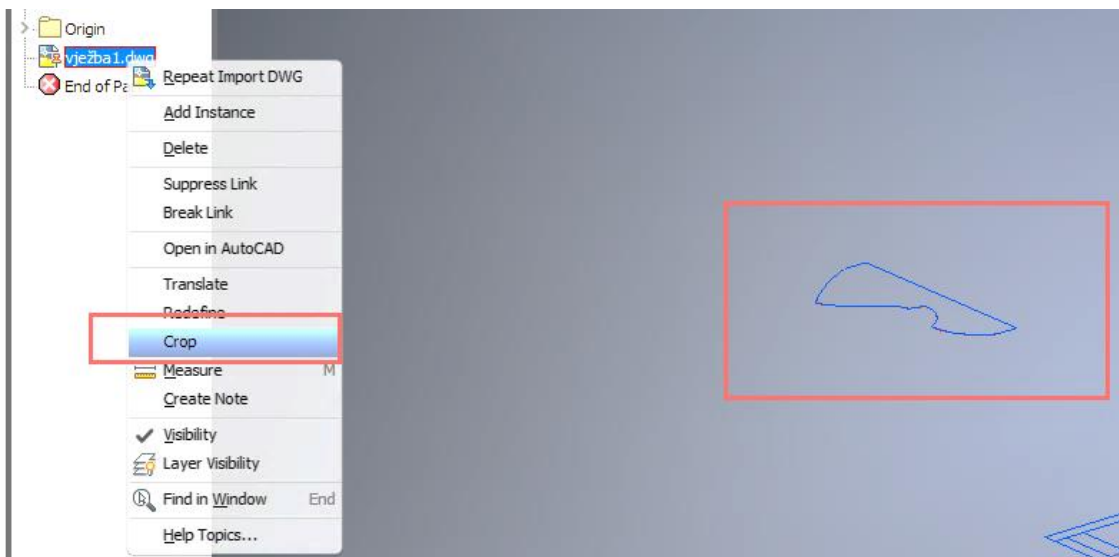 Origin
vježba1.dwg
End of Pa
Repeat Import DWG
Add Instance
Delete
Suppress Link
Break Link
Open in AutoCAD
Translate
Redefine
Crop
Measure M
Create Note
Visibility
Layer Visibility
Find in Window End
Help Topics...